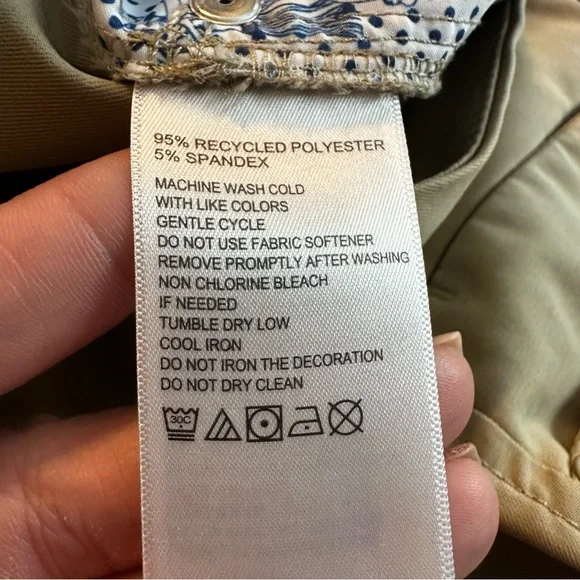 95% RECYCLED POLYESTER
5% SPANDEX
MACHINE WASH COLD
WITH LIKE COLORS
GENTLE CYCLE
DO NOT USE FABRIC SOFTENER
REMOVE PROMPTLY AFTER WASHING
NON CHLORINE BLEACH
IF NEEDED
TUMBLE DRY LOW
COOL IRON
DO NOT IRON THE DECORATION
DO NOT DRY CLEAN
30C